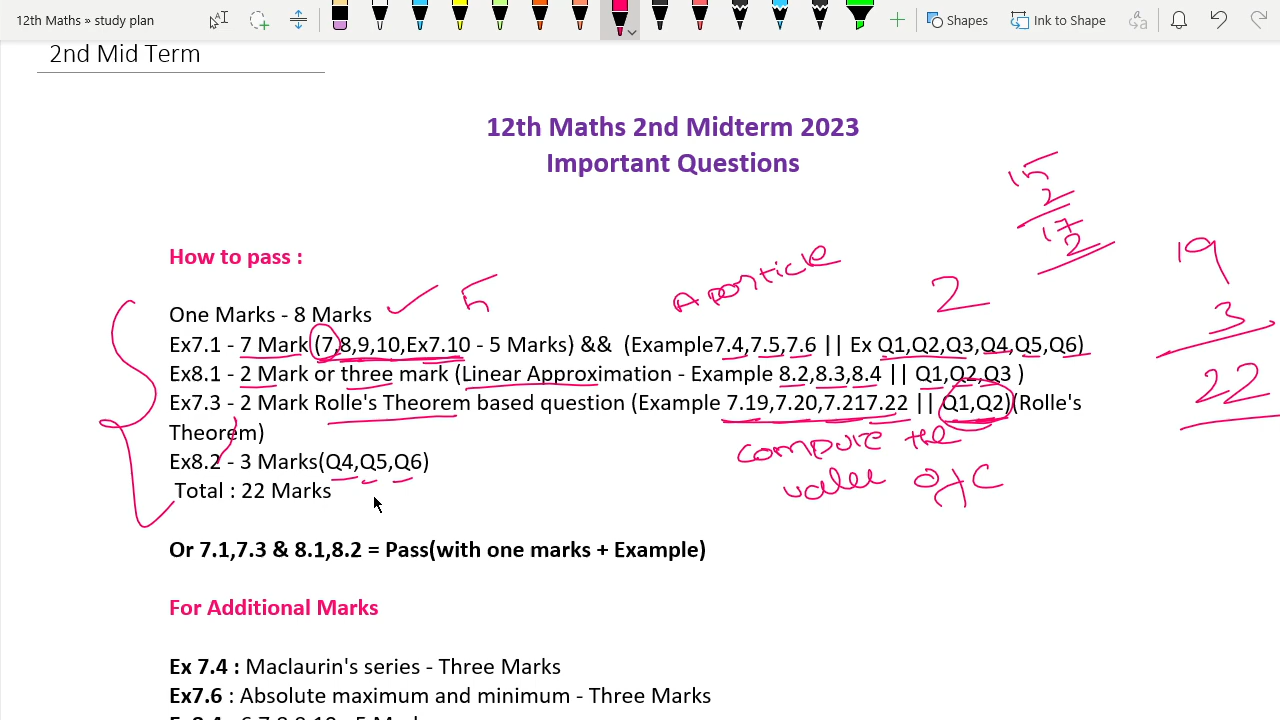 12th Maths » study plan
Shapes
Ink to Shape
2nd Mid Term
12th Maths 2nd Midterm 2023
Important Questions
15
2
17
2
19
3
22
How to pass :
A particle
5
2
One Marks - 8 Marks
Ex7.1 - 7 Mark (7,8,9,10,Ex7.10 - 5 Marks) && (Example7.4,7.5,7.6 || Ex Q1,Q2,Q3,Q4,Q5,Q6)
Ex8.1 - 2 Mark or three mark (Linear Approximation - Example 8.2,8.3,8.4 || Q1,Q2,Q3 )
Ex7.3 - 2 Mark Rolle's Theorem based question (Example 7.19,7.20,7.217.22 || Q1,Q2)(Rolle's
Theorem)
compute the
value of C
Ex8.2 - 3 Marks(Q4,Q5,Q6)
Total : 22 Marks
Or 7.1,7.3 & 8.1,8.2 = Pass(with one marks + Example)
For Additional Marks
Ex 7.4 : Maclaurin's series - Three Marks
Ex7.6 : Absolute maximum and minimum - Three Marks